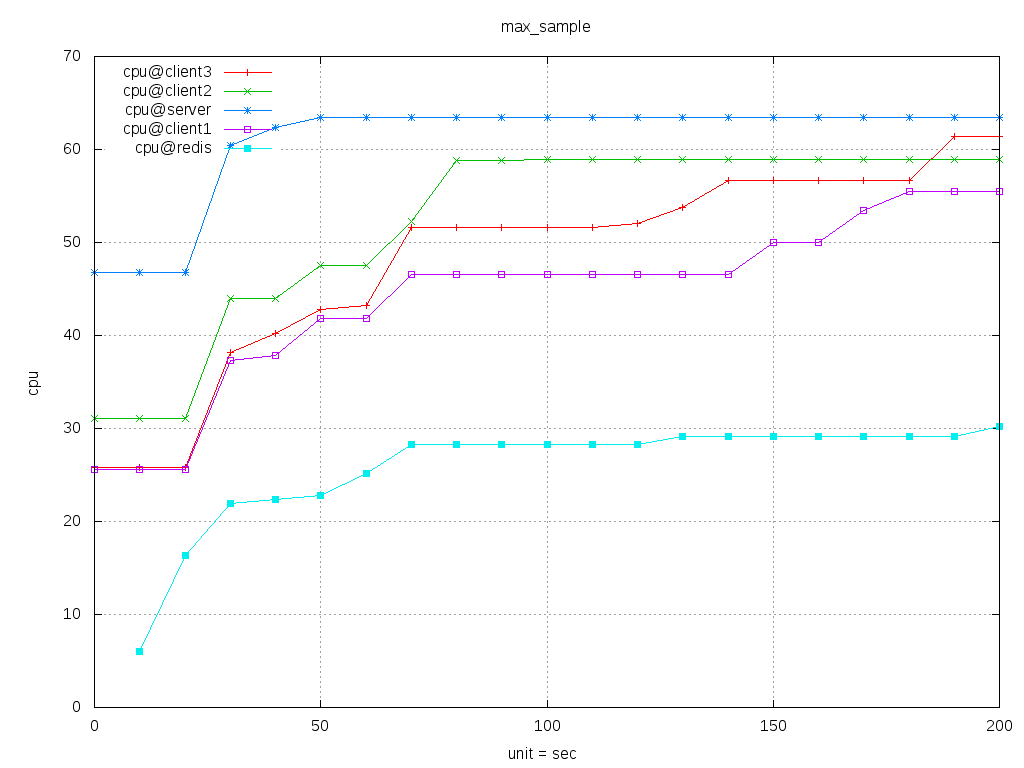 max_sample
70
60
50
40
30
20
10
0
cpu
cpu@client3
cpu@client2
cpu@server
cpu@client1
cpu@redis
0 50 100 150 200
unit = sec